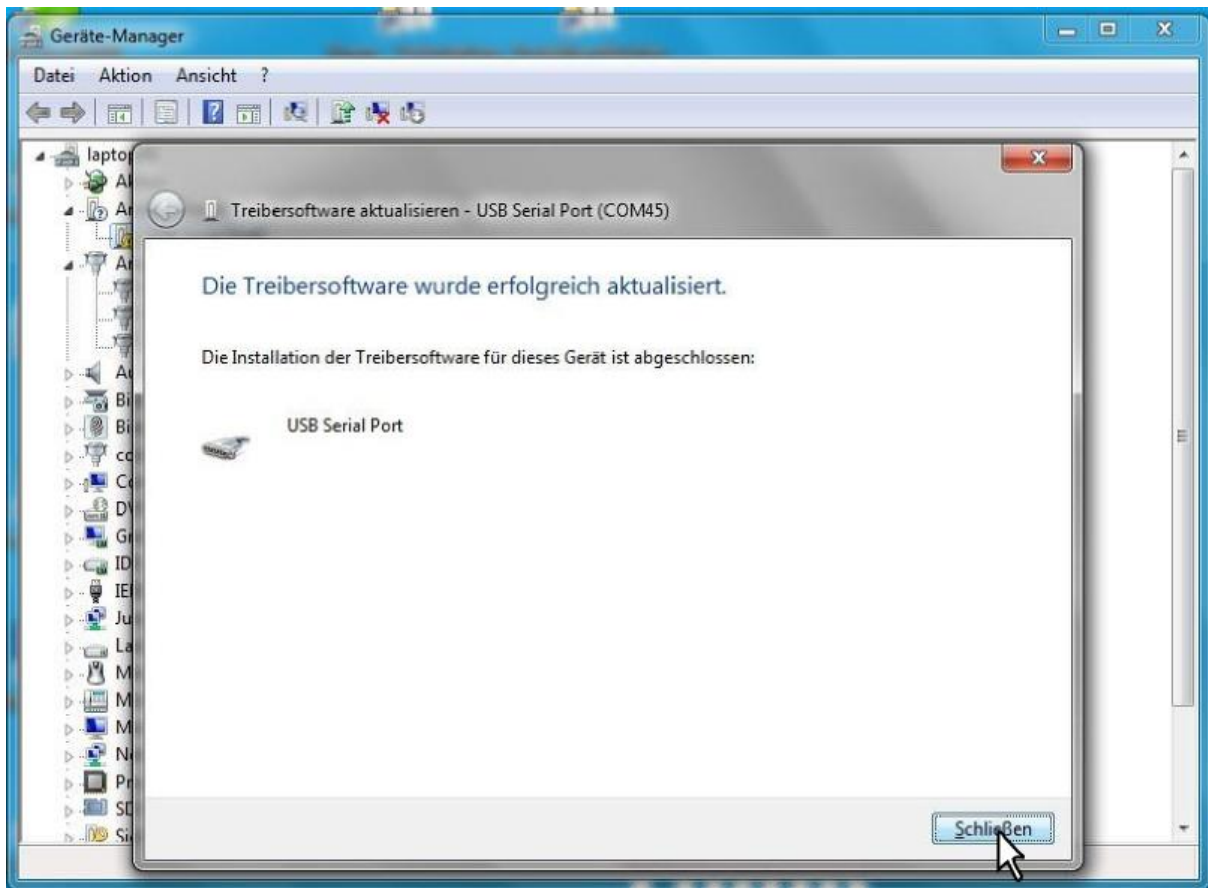 Geräte-Manager
Datei Aktion Ansicht ?
Treibersoftware aktualisieren - USB Serial Port (COM45)
Die Treibersoftware wurde erfolgreich aktualisiert.
Die Installation der Treibersoftware für dieses Gerät ist abgeschlossen:
USB Serial Port
Schließen